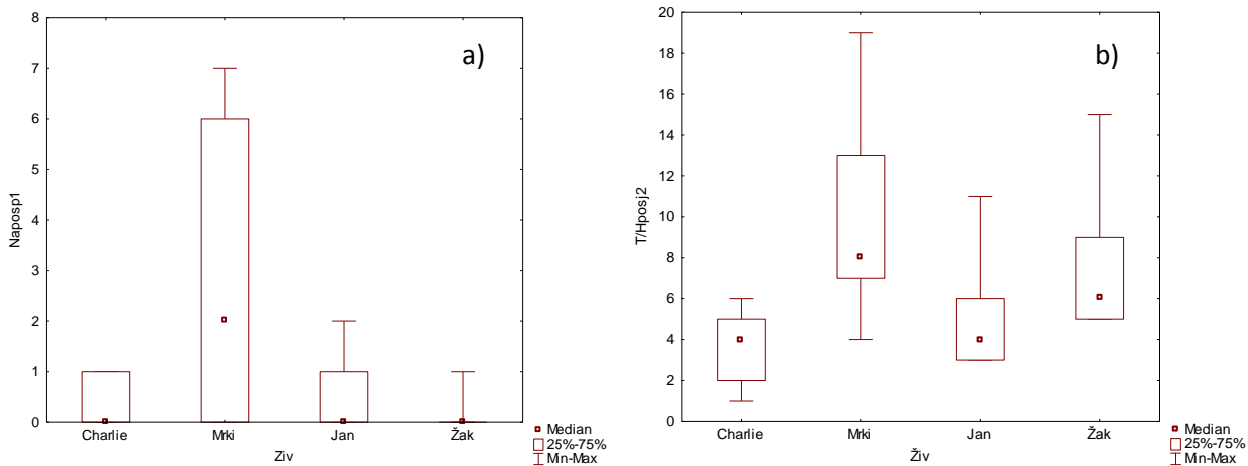 a)
Naposp1
8
7
6
5
4
3
2
1
0
Charlie Mrki Jan Žak
Ziv
Median
25%-75%
Min-Max
b)
T/Hposj2
20
18
16
14
12
10
8
6
4
2
0
Charlie Mrki Jan Žak
Živ
Median
25%-75%
Min-Max